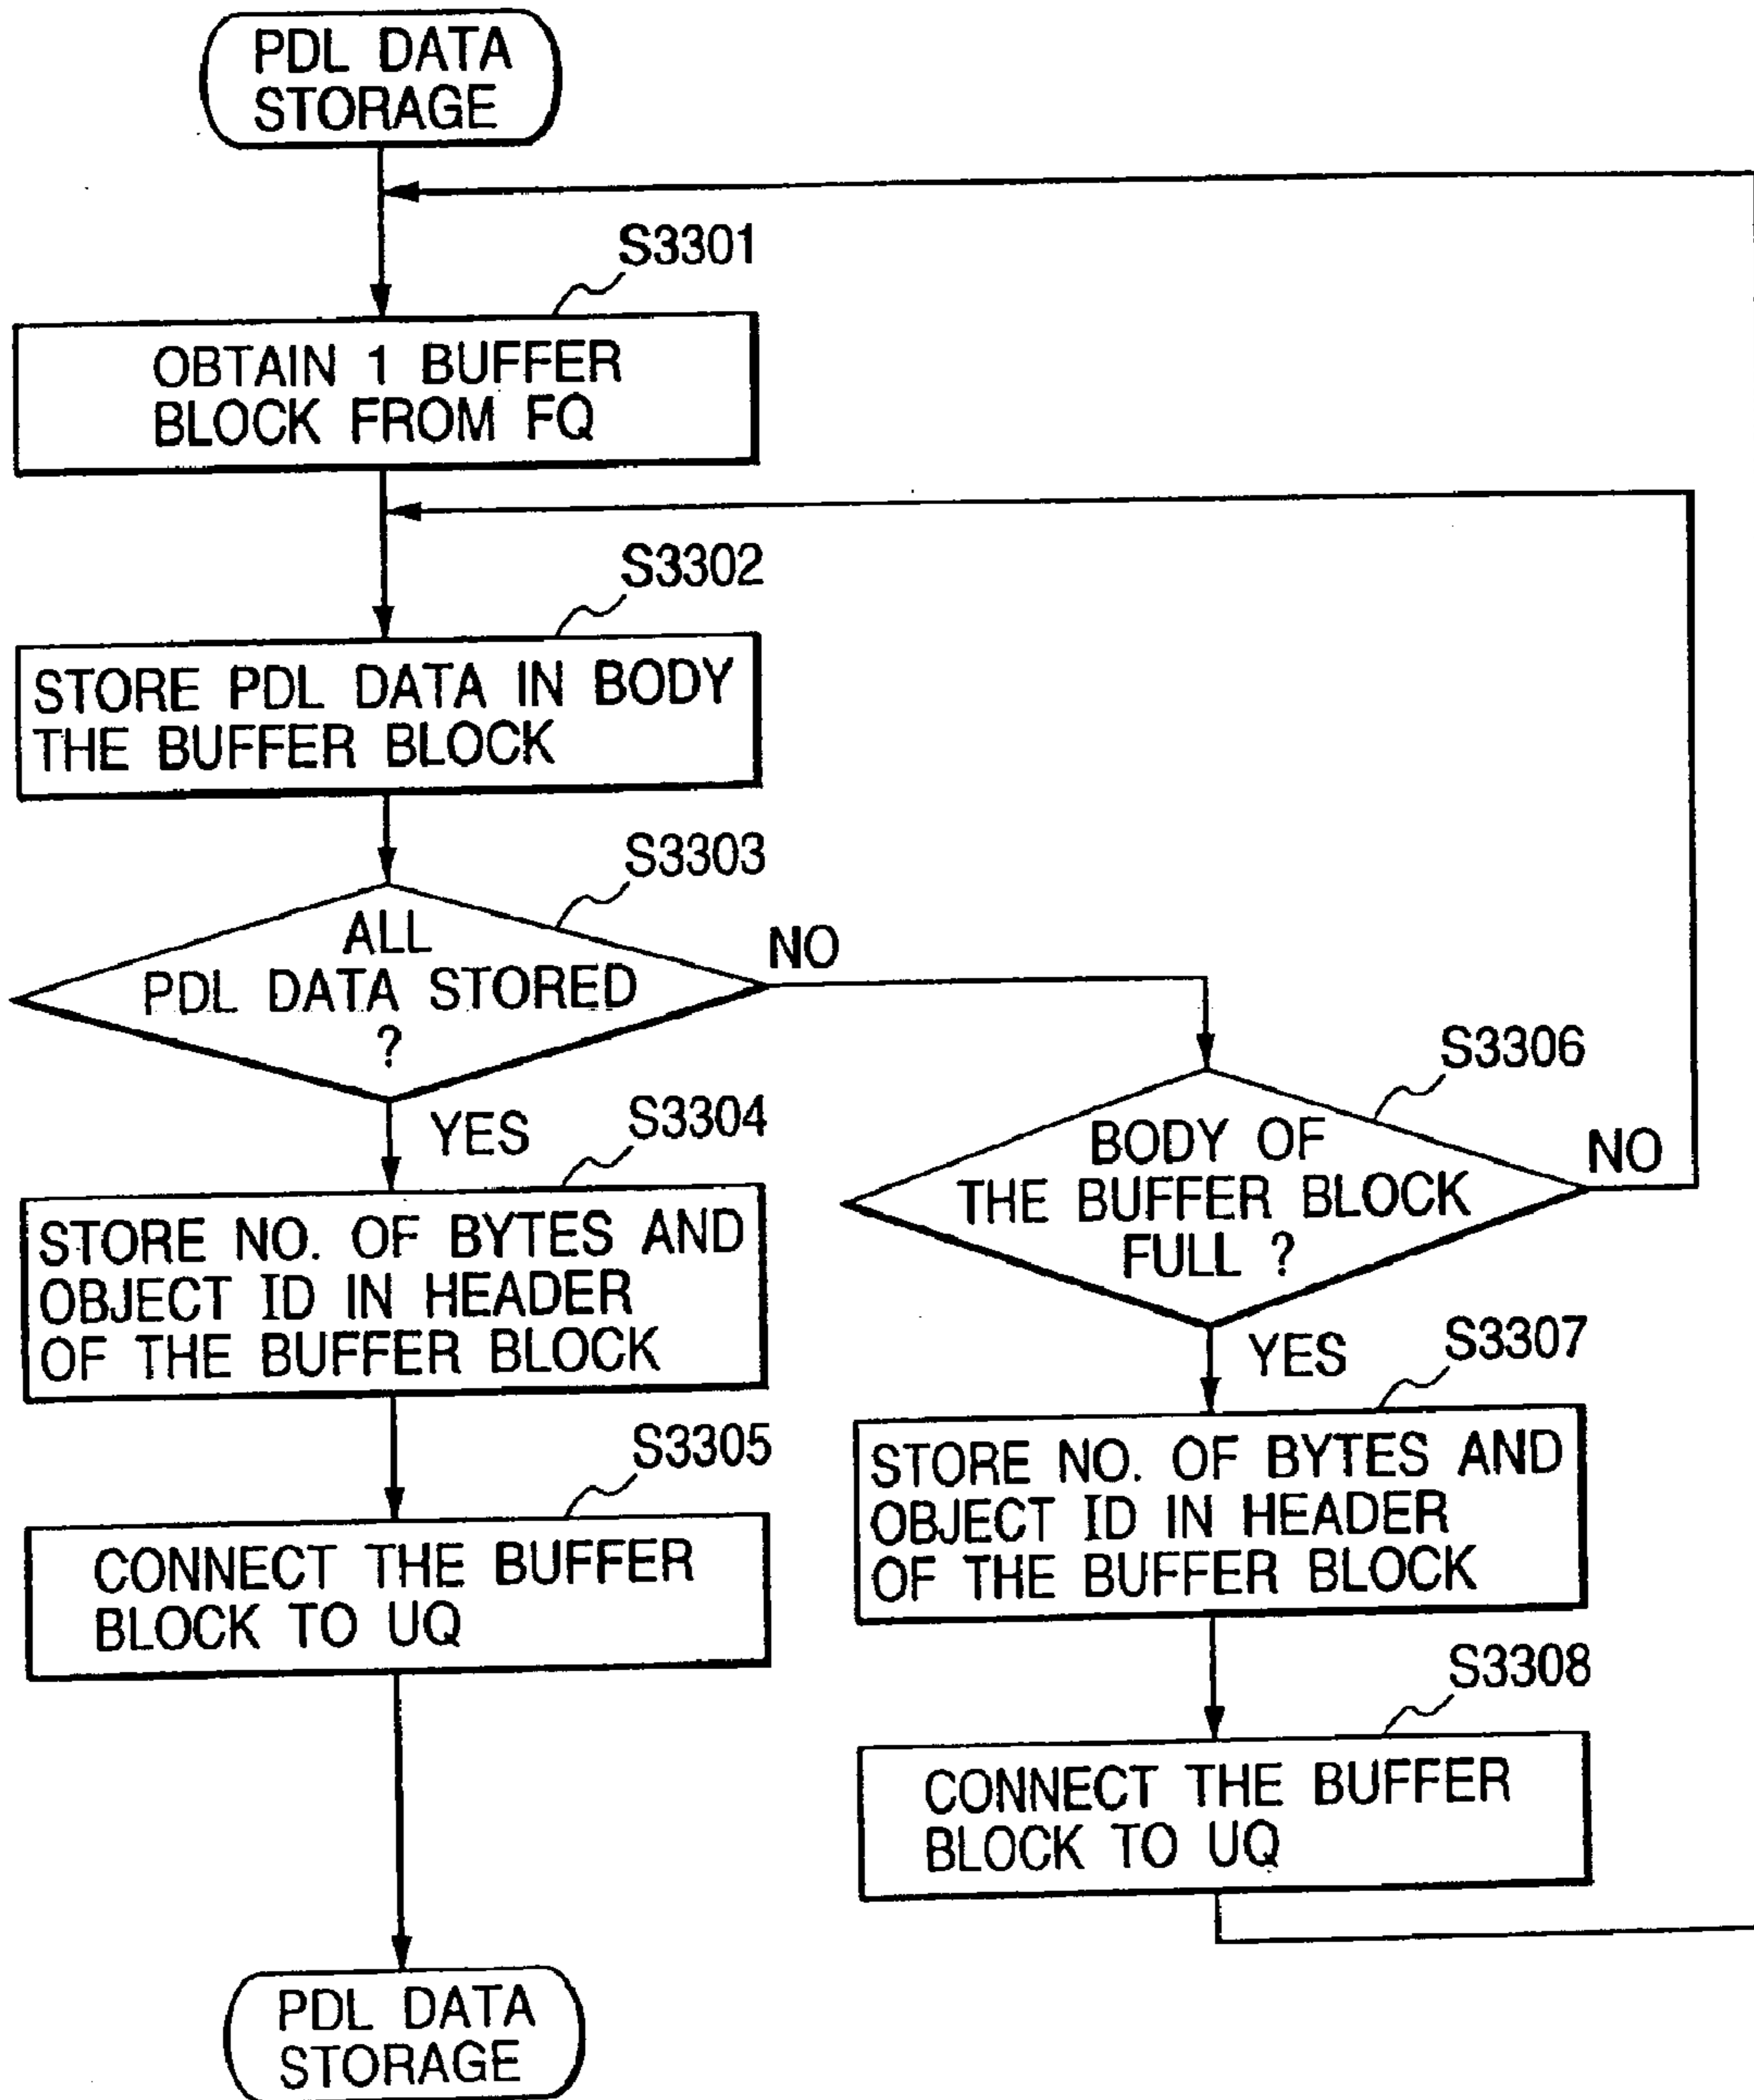 PDL DATA
STORAGE
S3301
OBTAIN 1 BUFFER
BLOCK FROM FQ
S3302
STORE PDL DATA IN BODY
THE BUFFER BLOCK
S3303
ALL
PDL DATA STORED
?
NO
YES
S3304
STORE NO. OF BYTES AND
OBJECT ID IN HEADER
OF THE BUFFER BLOCK
S3305
CONNECT THE BUFFER
BLOCK TO UQ
PDL DATA
STORAGE
S3306
BODY OF
THE BUFFER BLOCK
FULL ?
NO
YES
S3307
STORE NO. OF BYTES AND
OBJECT ID IN HEADER
OF THE BUFFER BLOCK
S3308
CONNECT THE BUFFER
BLOCK TO UQ